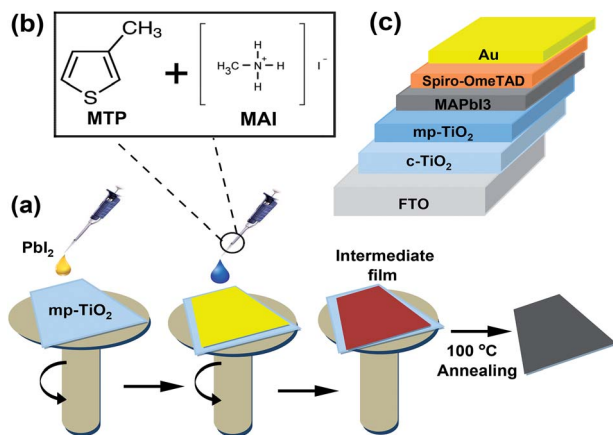 (b)
CH₃
S
MTP
+
H
H₃C N⁺ H
H
I⁻
MAI
(c)
Au
Spiro-OmeTAD
MAPbI3
mp-TiO₂
c-TiO₂
FTO
(a)
PbI₂
mp-TiO₂
Intermediate
film
100 °C
Annealing